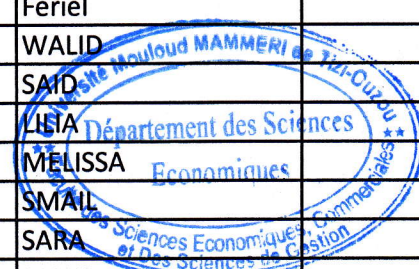 Feriel
WALID
SAID
LILIA
MELISSA
SMAIL
SARA
Université Mouloud MAMMERI de TIZI-OUZOU
Département des Sciences
Economiques
Faculté des Sciences Economiques, Commerciales
et Des Sciences de Gestion